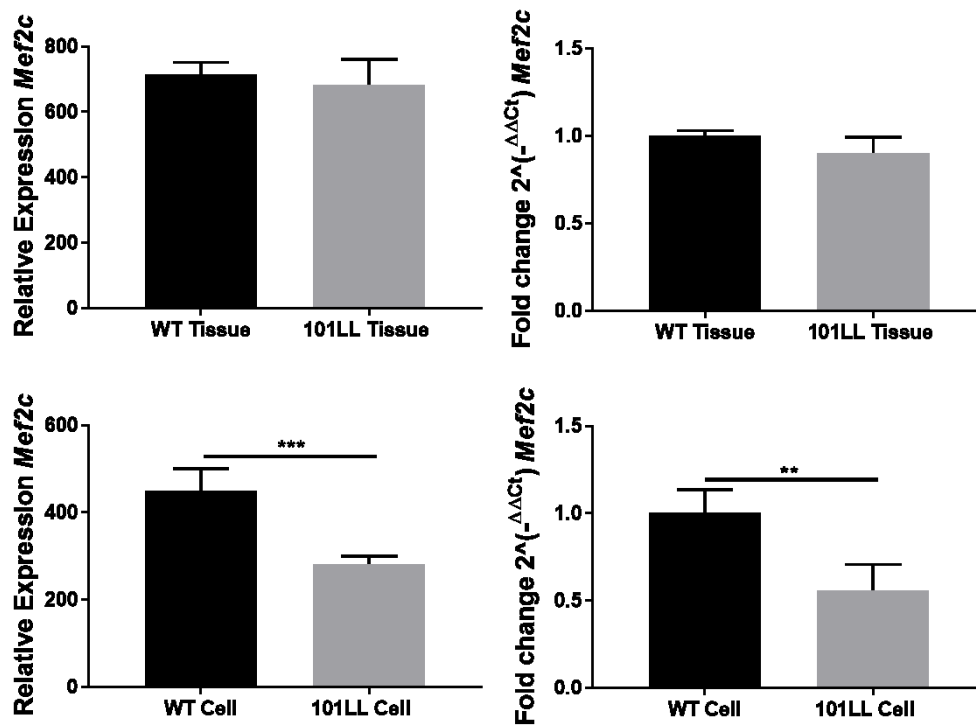 Relative Expression Mef2c
800
600
400
200
0
WT Tissue
101LL Tissue
Fold change 2^(-ΔΔCt) Mef2c
1.5
1.0
0.5
0.0
WT Tissue
101LL Tissue
Relative Expression Mef2c
600
400
200
0
***
WT Cell
101LL Cell
Fold change 2^(-ΔΔCt) Mef2c
1.5
1.0
0.5
0.0
**
WT Cell
101LL Cell